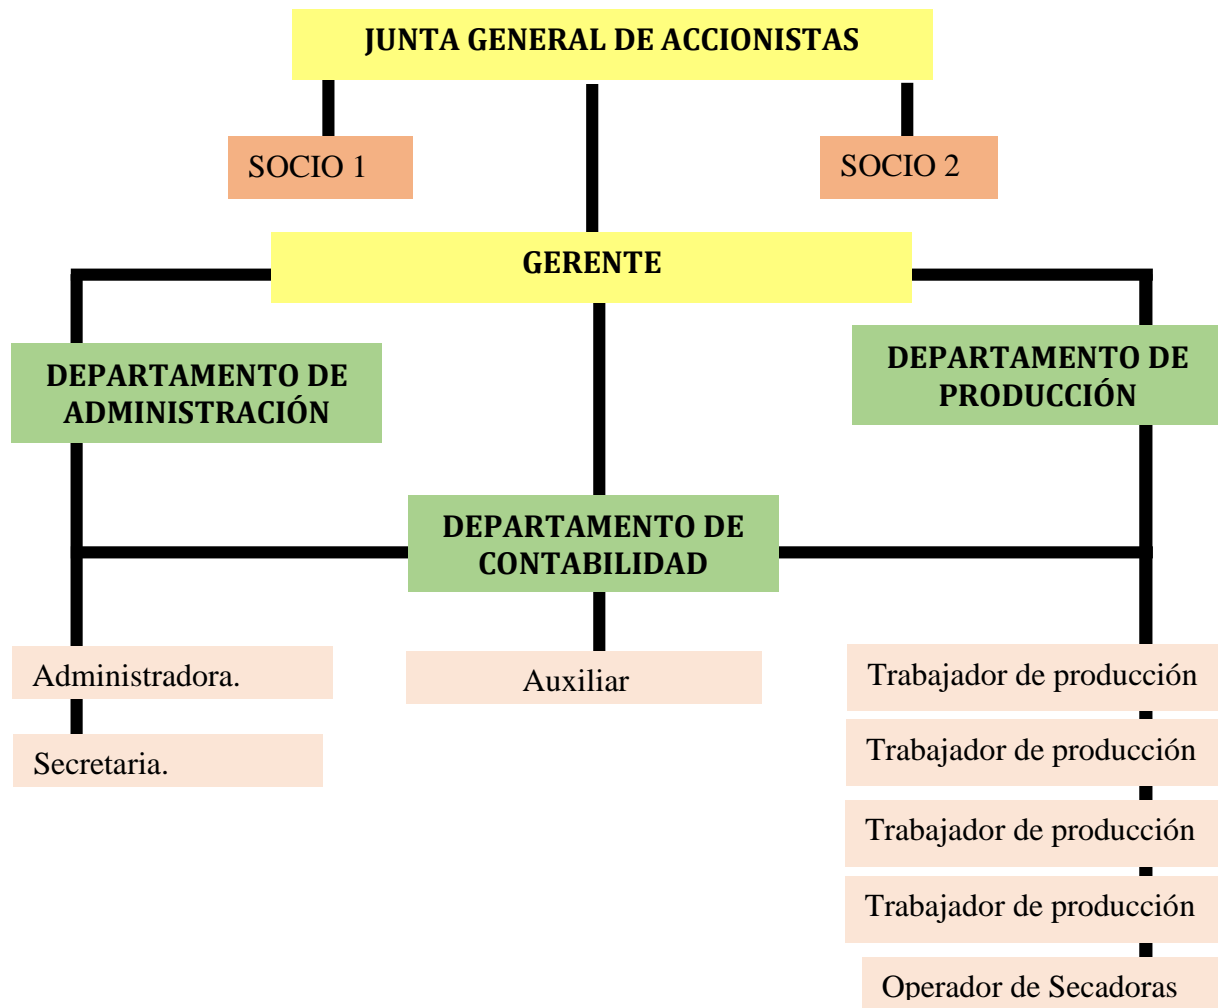 JUNTA GENERAL DE ACCIONISTAS
SOCIO 1
SOCIO 2
GERENTE
DEPARTAMENTO DE
ADMINISTRACIÓN
DEPARTAMENTO DE
PRODUCCIÓN
DEPARTAMENTO DE
CONTABILIDAD
Administradora.
Secretaria.
Auxiliar
Trabajador de producción
Trabajador de producción
Trabajador de producción
Trabajador de producción
Operador de Secadoras